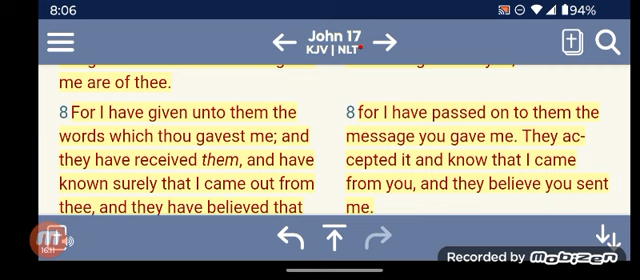 8:06
94%
John 17
KJV | NLT
me are of thee.
8 For I have given unto them the
words which thou gavest me; and
they have received them, and have
known surely that I came out from
thee, and they have believed that
8 for I have passed on to them the
message you gave me. They ac-
cepted it and know that I came
from you, and they believe you sent
me.
16:11
Recorded by Mobizen